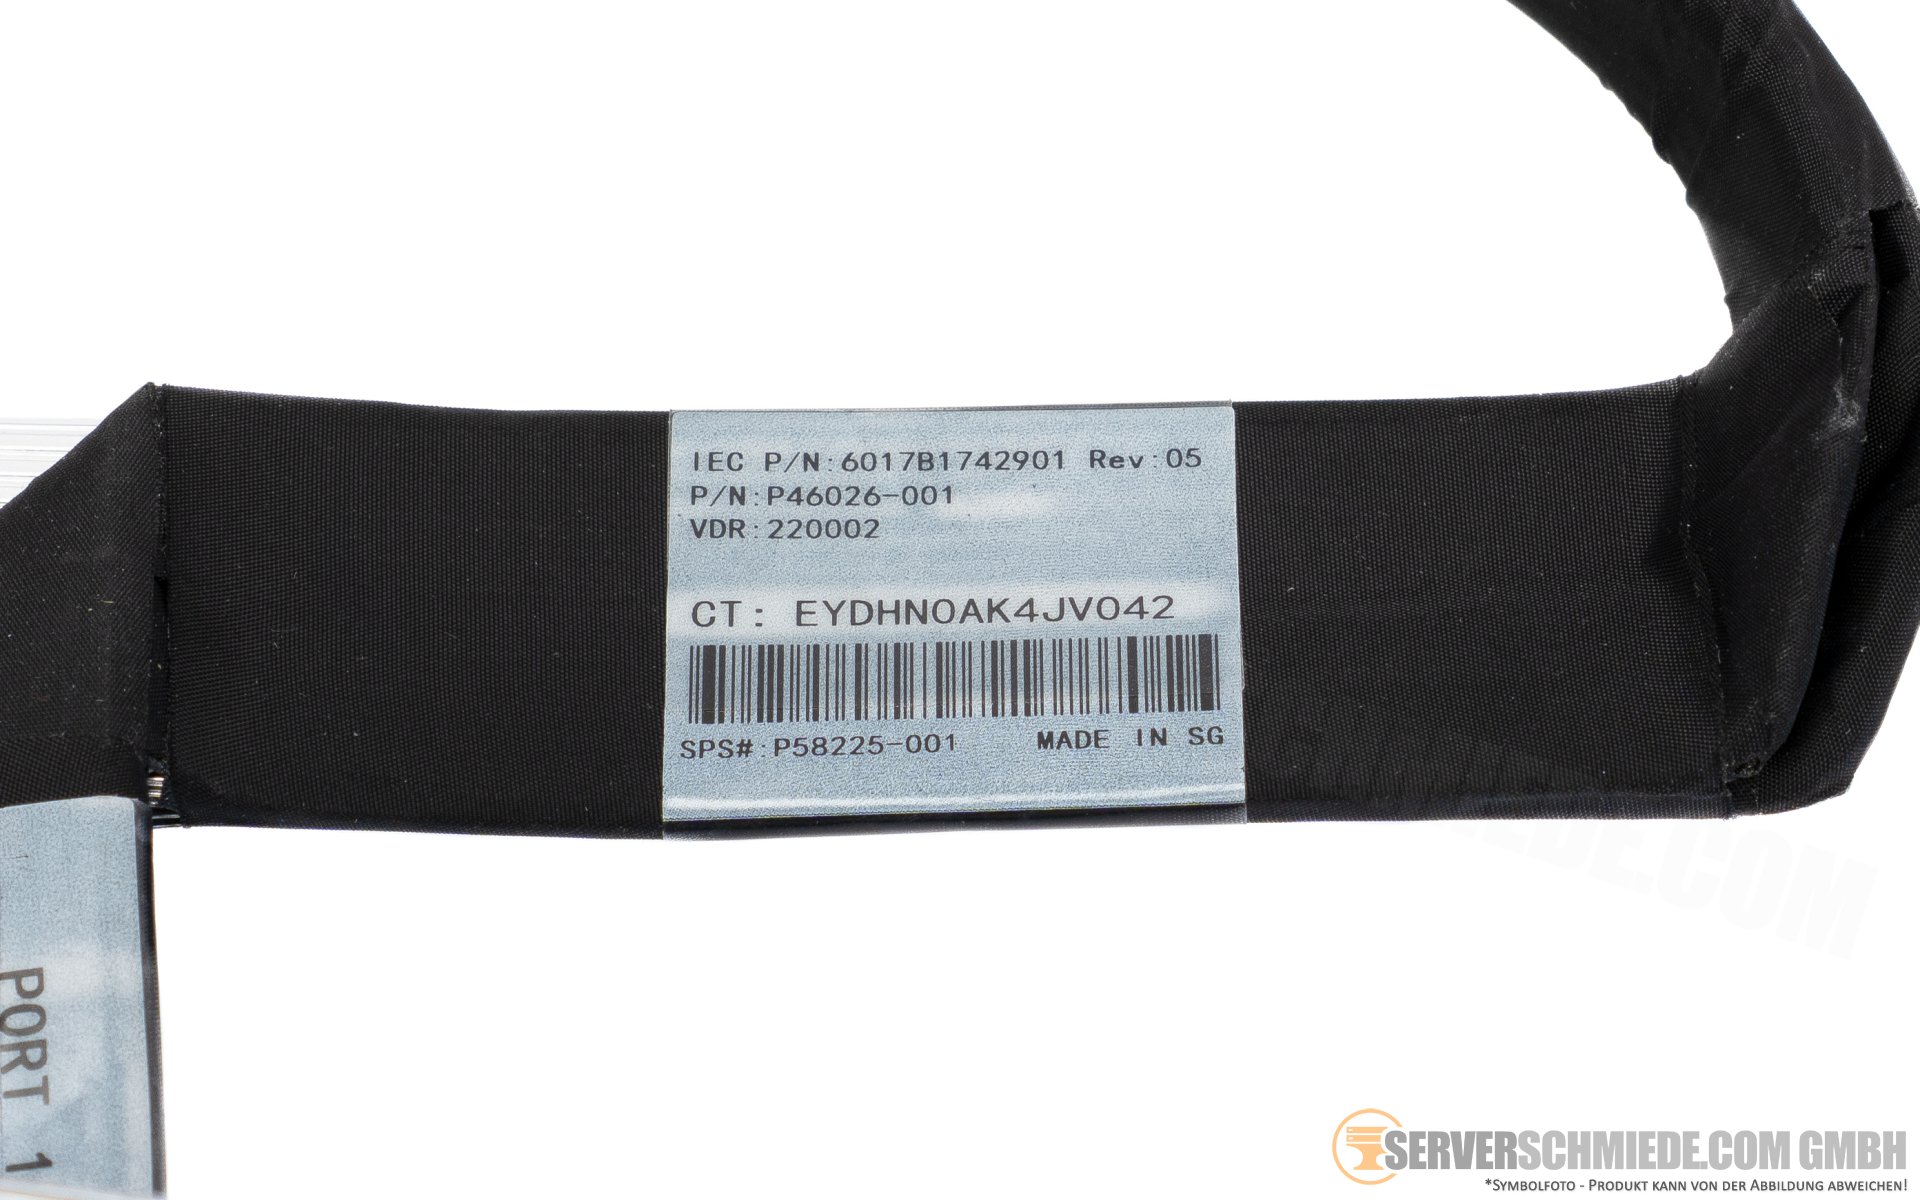 IEC P/N:6017B1742901 Rev:05
P/N:P46026-001
VDR:220002
CT: EYDHN0AK4JV042
SPS#:P58225-001 MADE IN SG
PORT 1
SERVERSCHMIEDE.COM GMBH
*SYMBOLFOTO - PRODUKT KANN VON DER ABBILDUNG ABWEICHEN!